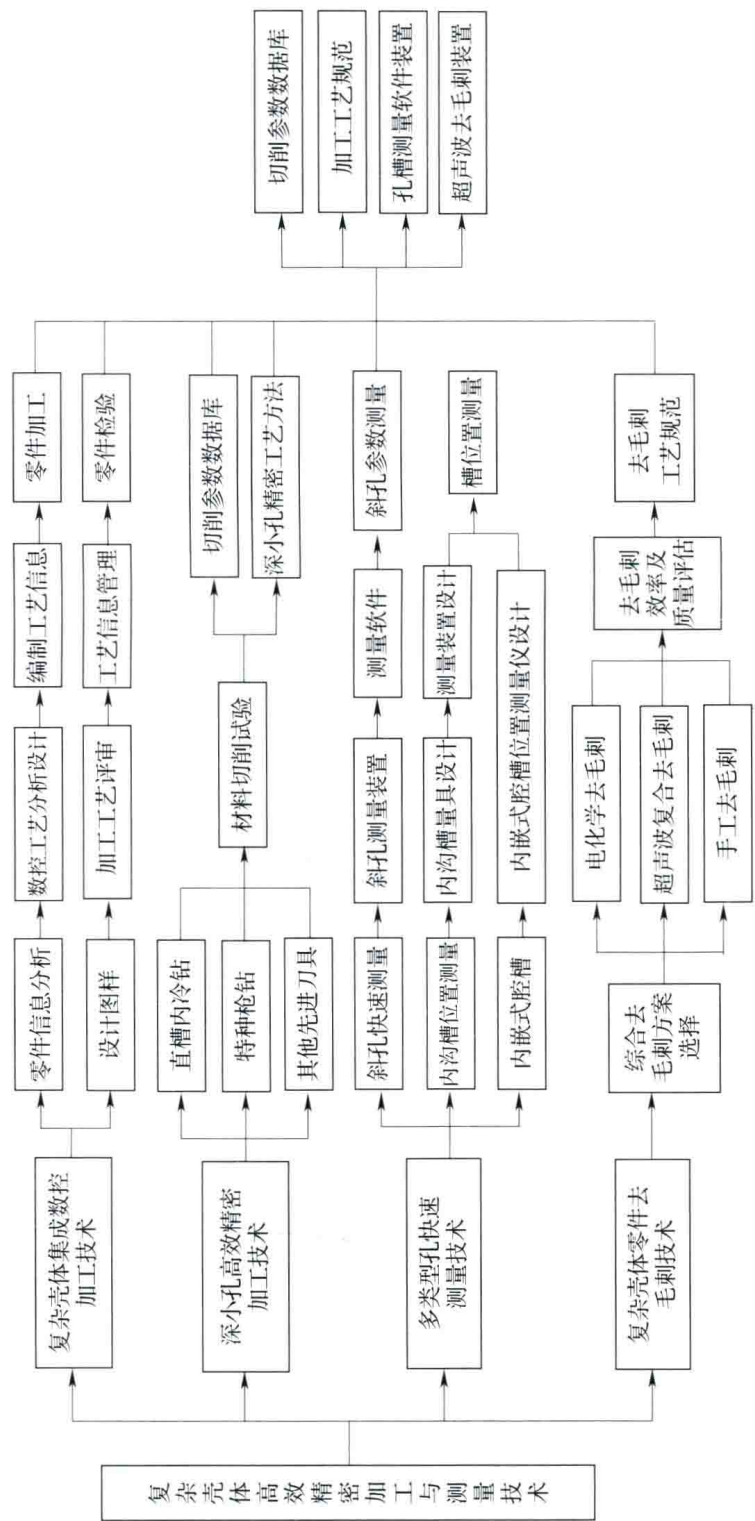 复杂壳体高效精密加工与测量技术
复杂壳体集成数控
加工技术
零件信息分析
数控工艺分析设计
编制工艺信息
零件加工
设计图样
加工工艺评审
工艺信息管理
零件检验
深小孔高效精密
加工技术
直槽内冷钻
特种枪钻
其他先进刀具
材料切削试验
切削参数数据库
深小孔精密工艺方法
多类型孔快速
测量技术
斜孔快速测量
斜孔测量装置
测量软件
斜孔参数测量
内沟槽位置测量
内沟槽量具设计
测量装置设计
内嵌式腔槽
内嵌式腔槽位置测量仪设计
槽位置测量
复杂壳体零件去
毛刺技术
综合去
毛刺方案
选择
电化学去毛刺
超声波复合去毛刺
手工去毛刺
去毛刺
效率及
质量评估
去毛刺
工艺规范
切削参数数据库
加工工艺规范
孔槽测量软件装置
超声波去毛刺装置